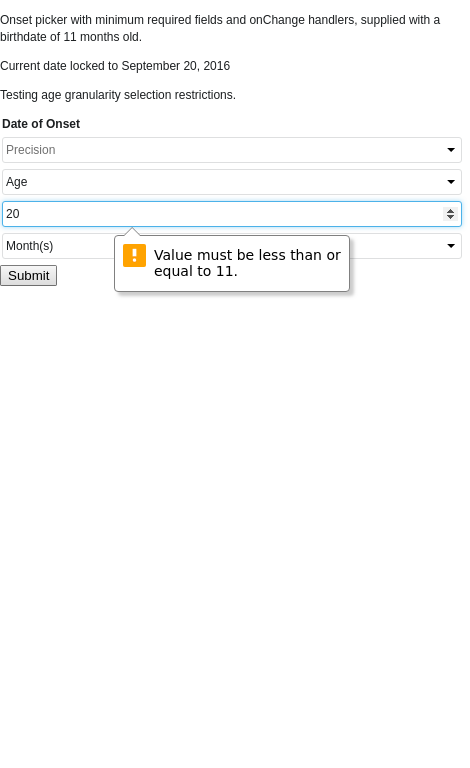 Onset picker with minimum required fields and onChange handlers, supplied with a
birthdate of 11 months old.
Current date locked to September 20, 2016
Testing age granularity selection restrictions.
Date of Onset
Precision
Age
20
Month(s)
Value must be less than or
equal to 11.
Submit